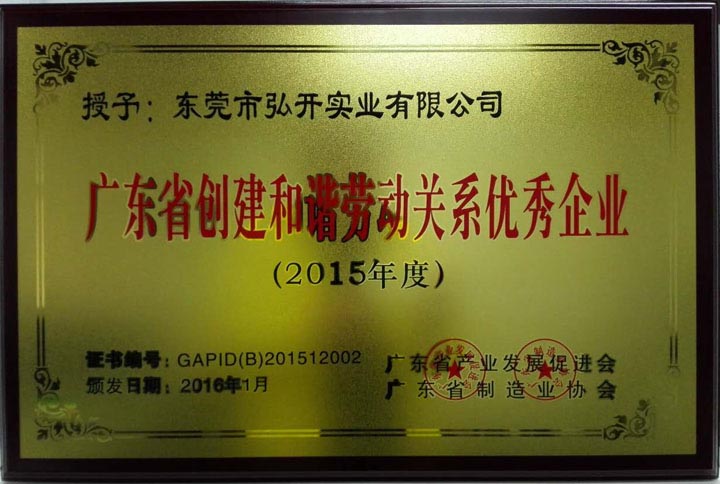 授予：东莞市弘开实业有限公司
广东省创建和谐劳动关系优秀企业
(2015年度)
证书编号：GAPID(B)201512002
颁发日期：2016年1月
广东省产业发展促进会
广东省制造业协会